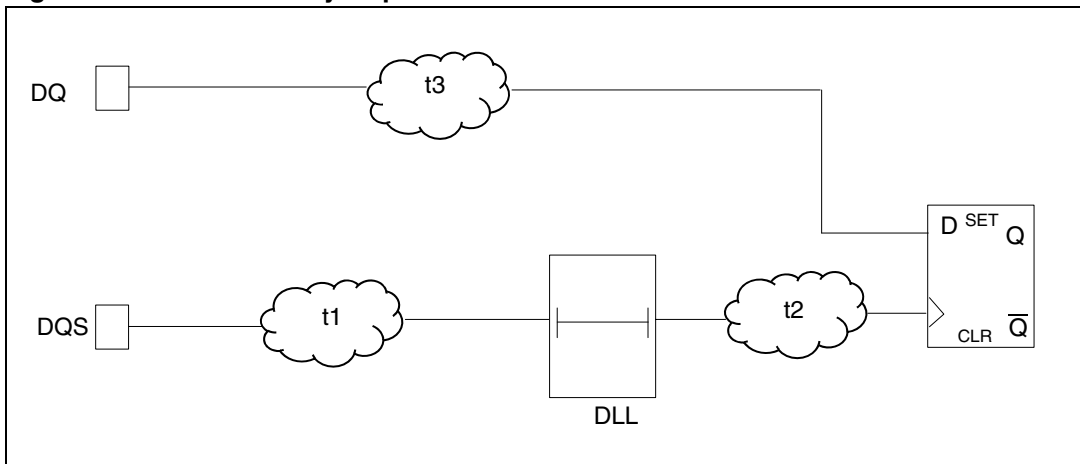 DQ
t3
D SET Q
DQS
t1
t2
CLR Q̅
DLL